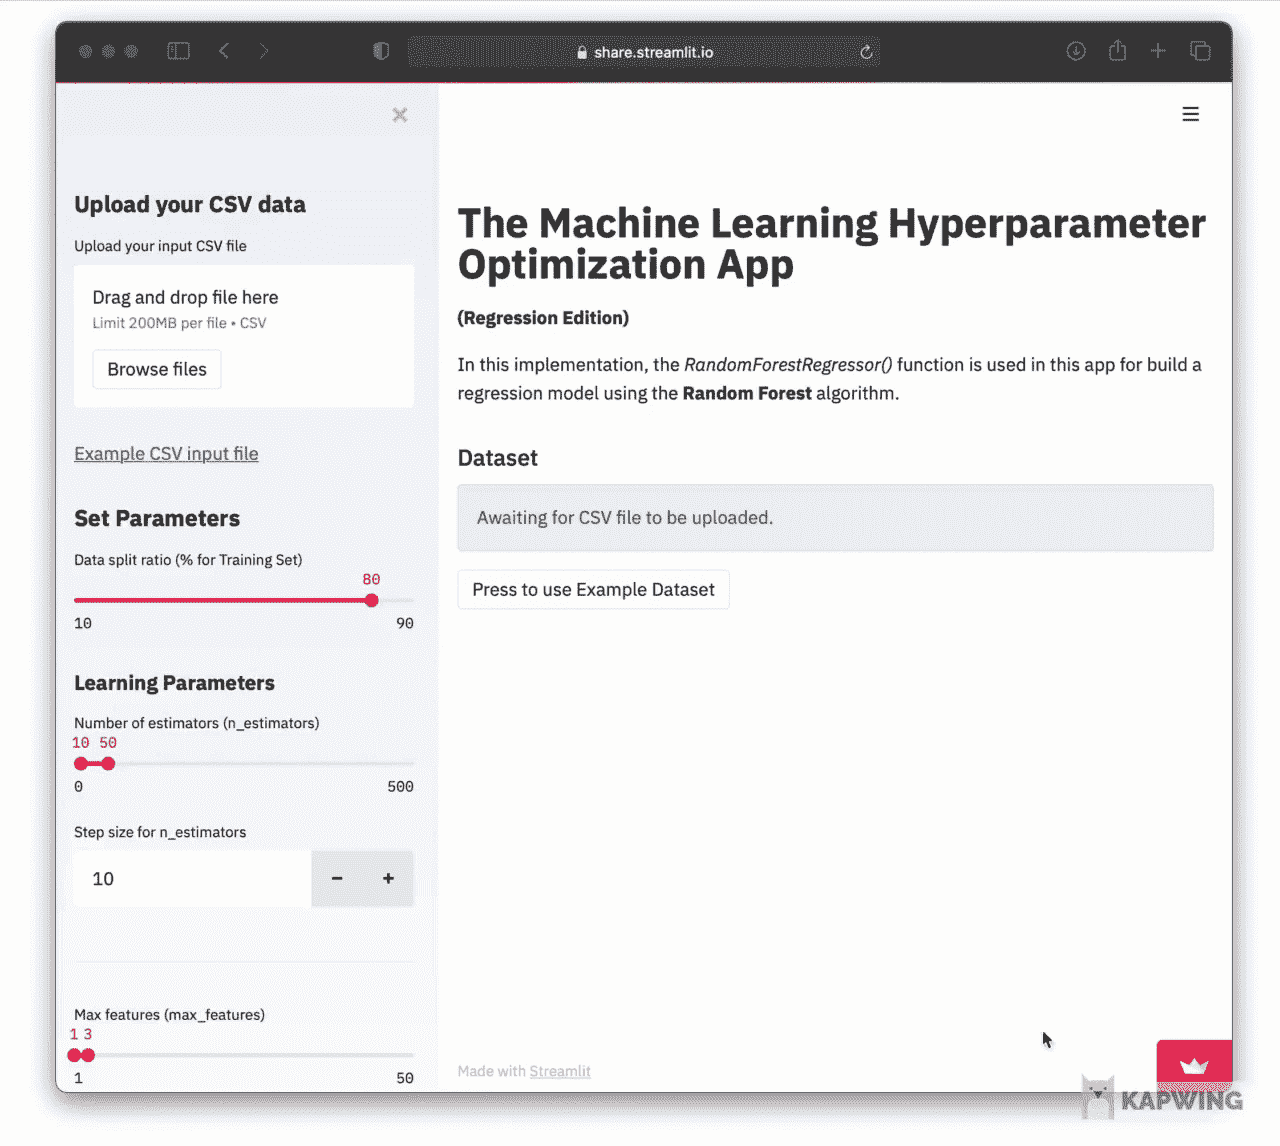 share.streamlit.io
Upload your CSV data
Upload your input CSV file
Drag and drop file here
Limit 200MB per file • CSV
Browse files
Example CSV input file
Set Parameters
Data split ratio (% for Training Set)
80
10 90
Learning Parameters
Number of estimators (n_estimators)
10 50
0 500
Step size for n_estimators
10
Max features (max_features)
1 3
1 50
The Machine Learning Hyperparameter
Optimization App
(Regression Edition)
In this implementation, the RandomForestRegressor() function is used in this app for build a
regression model using the Random Forest algorithm.
Dataset
Awaiting for CSV file to be uploaded.
Press to use Example Dataset
Made with Streamlit
KAPWING